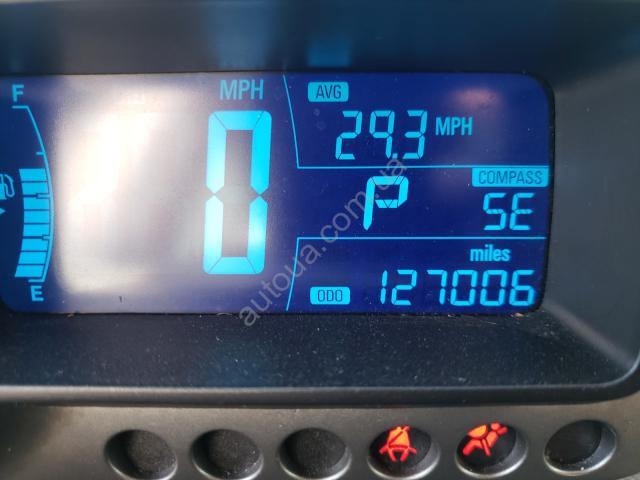 F
MPH
AVG
29.3 MPH
0
P
COMPASS
SE
miles
E
ODO 127006
autoua.com.ua